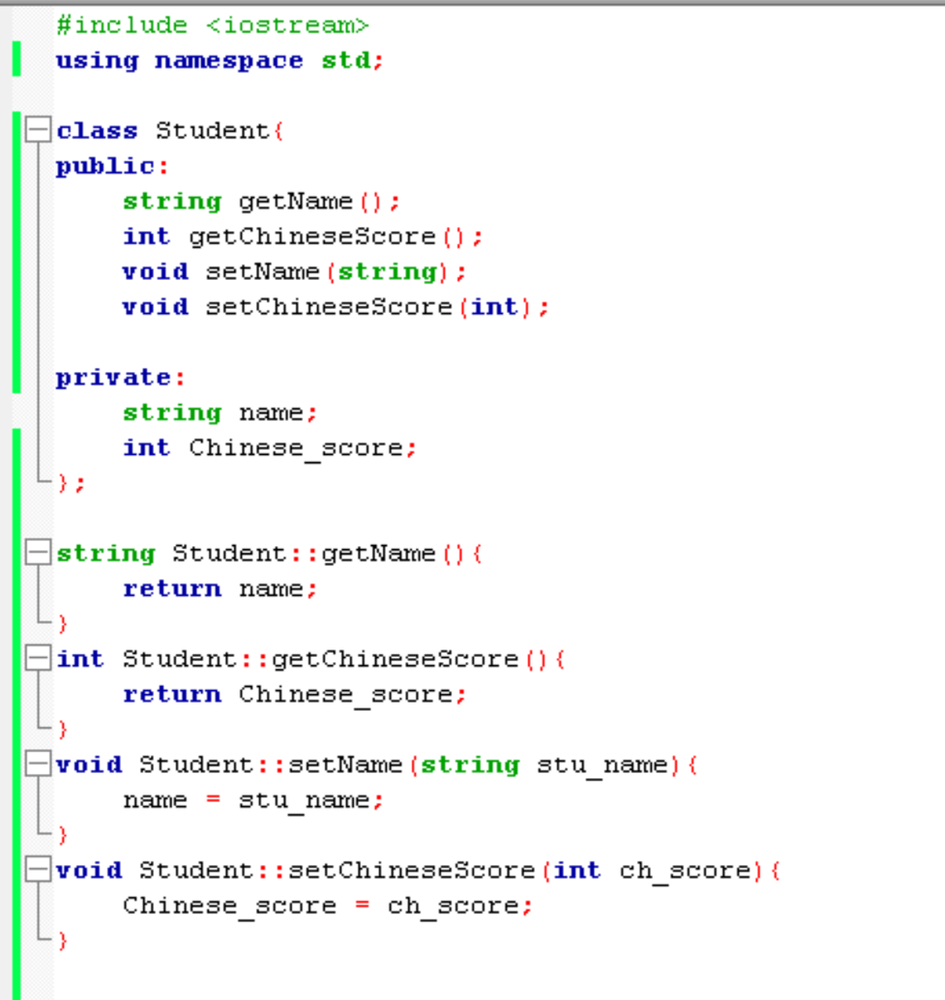 #include <iostream>
using namespace std;
class Student{
public:
string getName();
int getChineseScore();
void setName(string);
void setChineseScore(int);
private:
string name;
int Chinese_score;
};
string Student::getName(){
return name;
}
int Student::getChineseScore(){
return Chinese_score;
}
void Student::setName(string stu_name){
name = stu_name;
}
void Student::setChineseScore(int ch_score){
Chinese_score = ch_score;
}